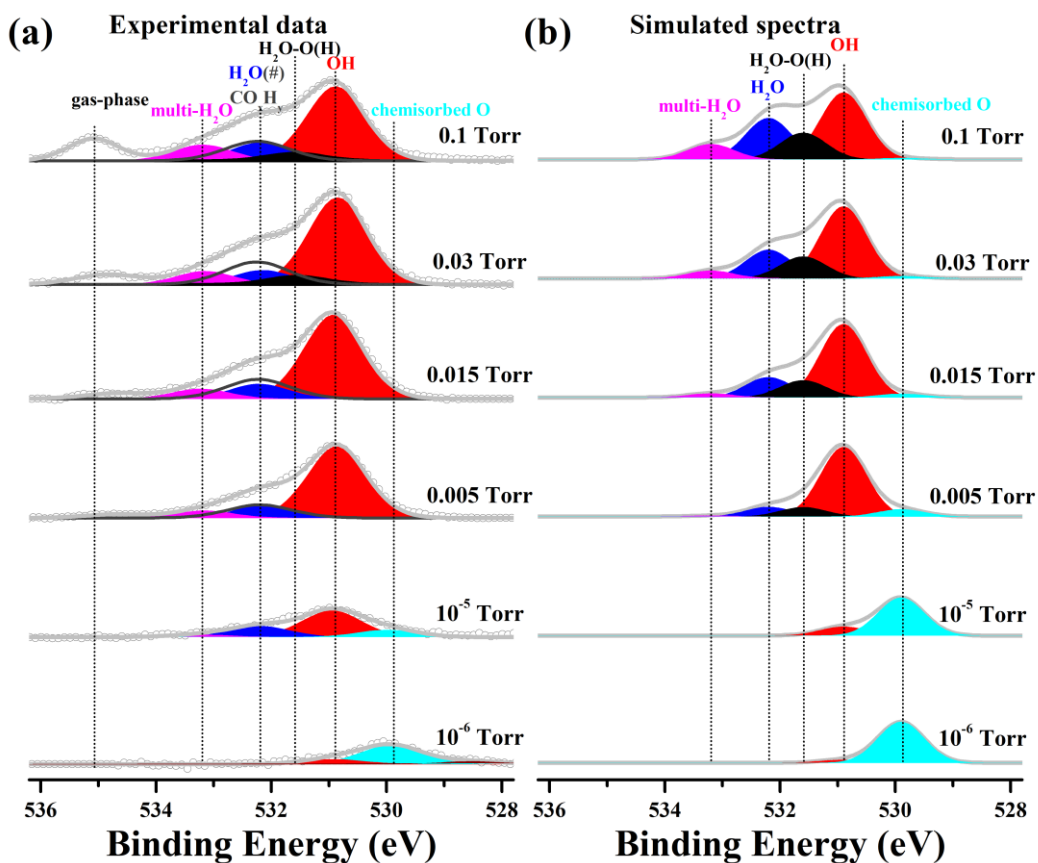 (a) Experimental data
H₂O-O(H)
OH
H₂O(#)
COₓHᵧ
gas-phase
multi-H₂O
chemisorbed O
0.1 Torr
0.03 Torr
0.015 Torr
0.005 Torr
10⁻⁵ Torr
10⁻⁶ Torr
536 534 532 530 528
Binding Energy (eV)
(b) Simulated spectra
OH
H₂O-O(H)
H₂O
multi-H₂O
chemisorbed O
0.1 Torr
0.03 Torr
0.015 Torr
0.005 Torr
10⁻⁵ Torr
10⁻⁶ Torr
536 534 532 530 528
Binding Energy (eV)